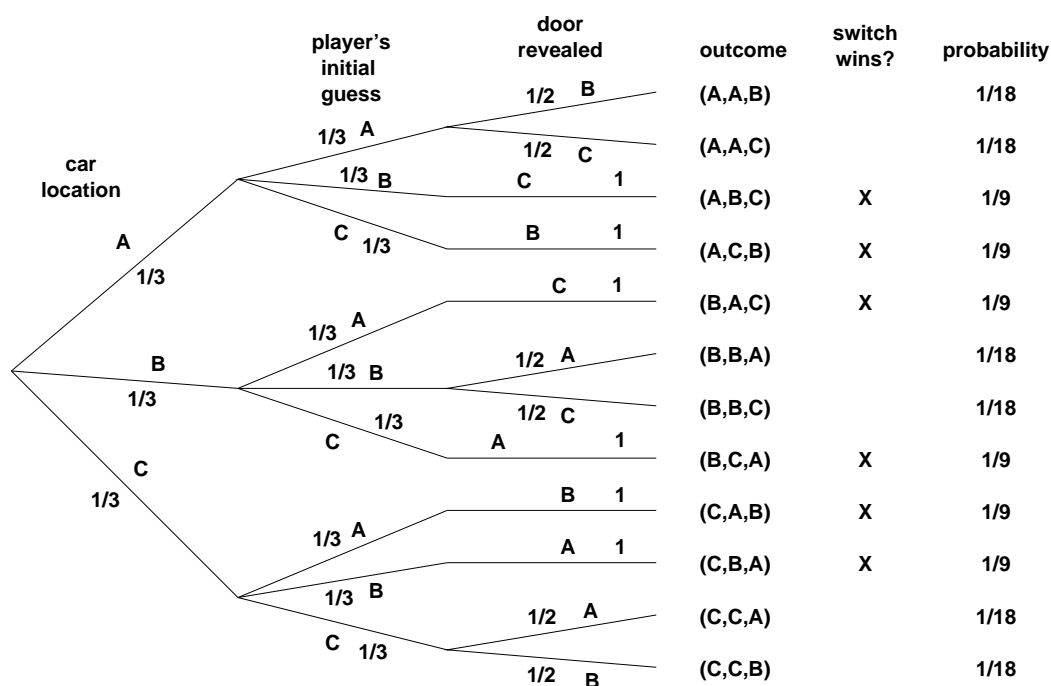 car
location
player's
initial
guess
door
revealed
outcome
switch
wins?
probability
A
1/3
B
1/3
C
1/3
1/3 A
1/3 B
C 1/3
1/3 A
1/3 B
C 1/3
1/3 A
1/3 B
C 1/3
1/2 B
(A,A,B) 1/18
1/2 C
(A,A,C) 1/18
C 1
(A,B,C) X 1/9
B 1
(A,C,B) X 1/9
C 1
(B,A,C) X 1/9
1/2 A
(B,B,A) 1/18
1/2 C
(B,B,C) 1/18
A 1
(B,C,A) X 1/9
B 1
(C,A,B) X 1/9
A 1
(C,B,A) X 1/9
1/2 A
(C,C,A) 1/18
1/2 B
(C,C,B) 1/18